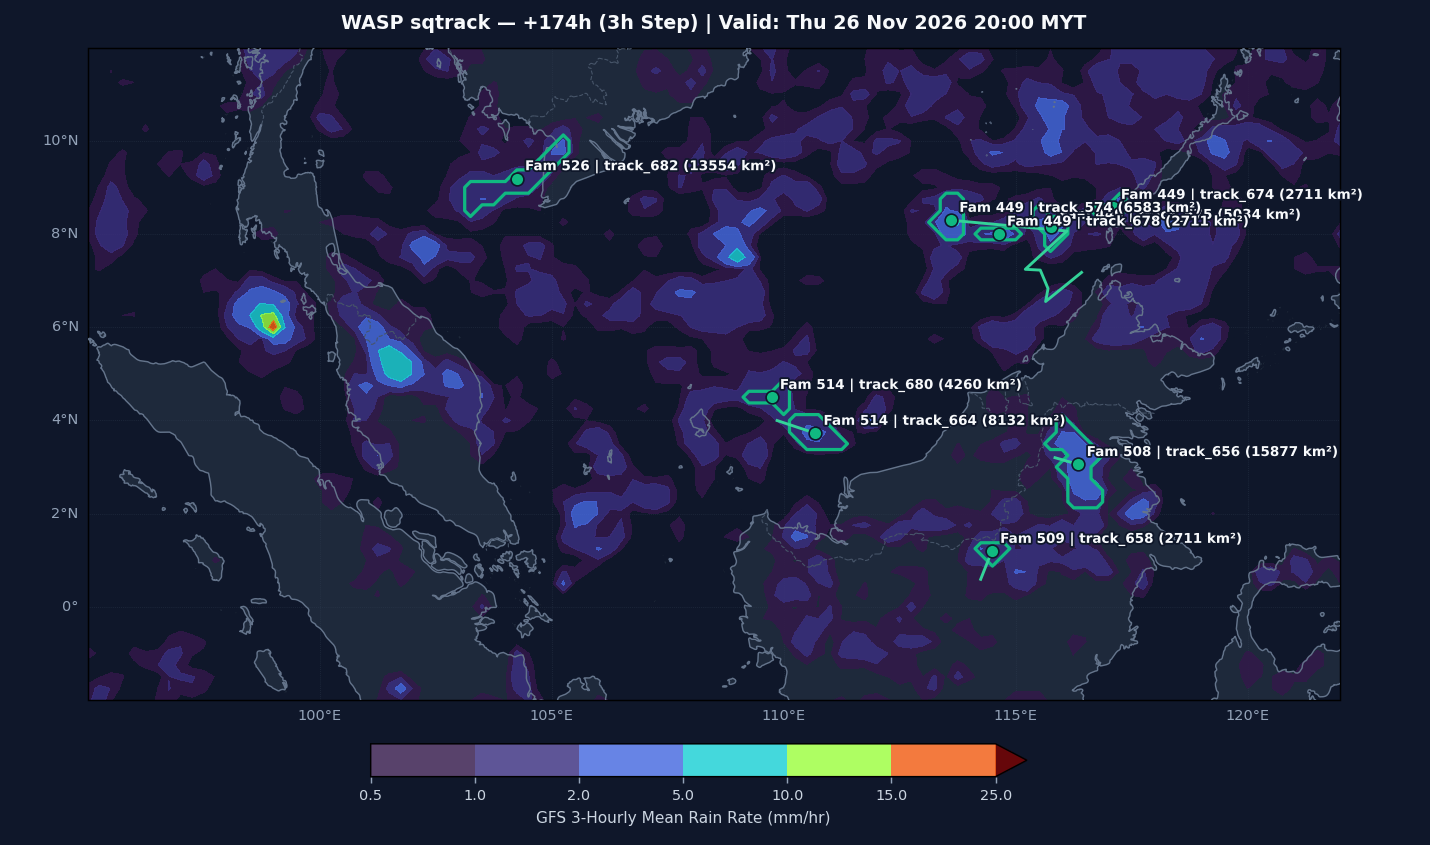 WASP sqtrack — +174h (3h Step) | Valid: Thu 26 Nov 2026 20:00 MYT
10°N
8°N
6°N
4°N
2°N
0°
Fam 526 | track_682 (13554 km²)
Fam 449 | track_674 (2711 km²)
Fam 449 | track_574 (6583 km²)
Fam 449 | track_678 (2711 km²)
Fam 514 | track_680 (4260 km²)
Fam 514 | track_664 (8132 km²)
Fam 508 | track_656 (15877 km²)
Fam 509 | track_658 (2711 km²)
100°E 105°E 110°E 115°E 120°E
0.5 1.0 2.0 5.0 10.0 15.0 25.0
GFS 3-Hourly Mean Rain Rate (mm/hr)